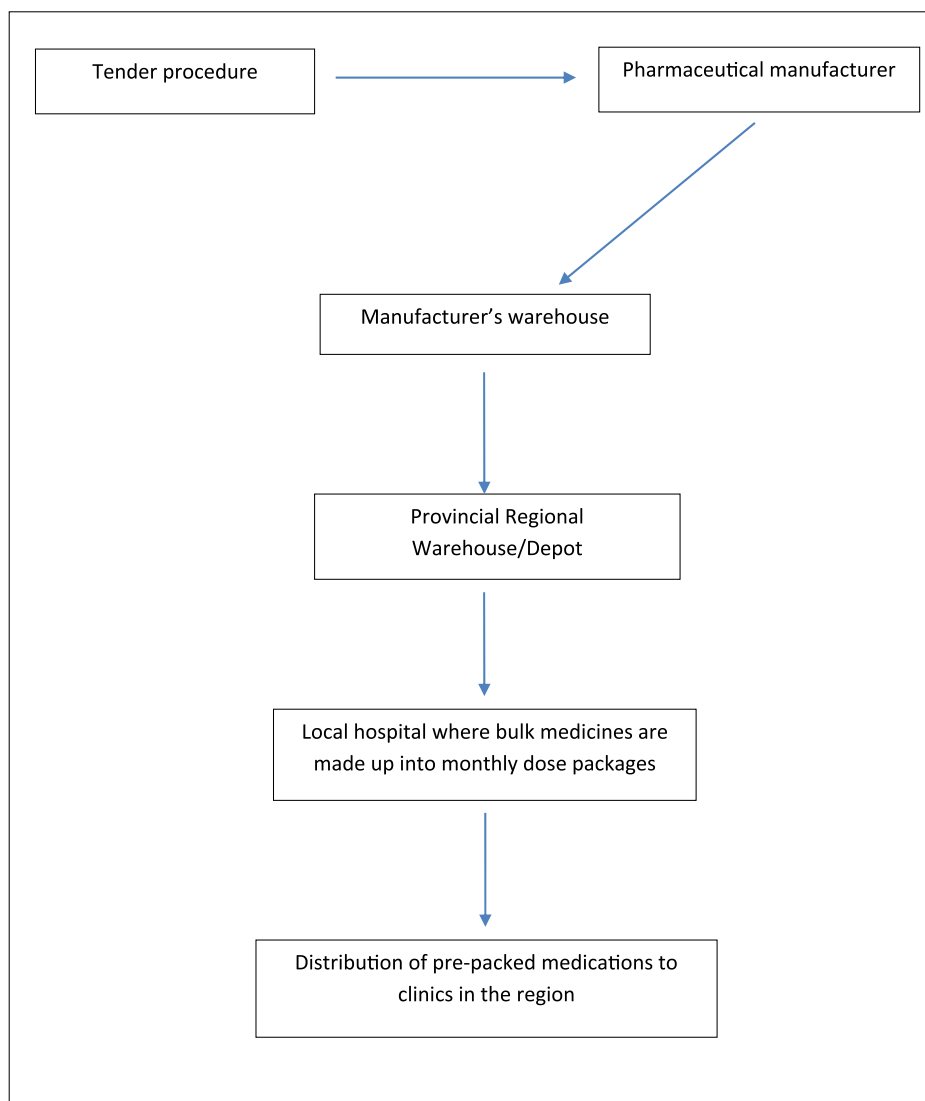 Tender procedure
Pharmaceutical manufacturer
Manufacturer’s warehouse
Provincial Regional
Warehouse/Depot
Local hospital where bulk medicines are
made up into monthly dose packages
Distribution of pre-packed medications to
clinics in the region